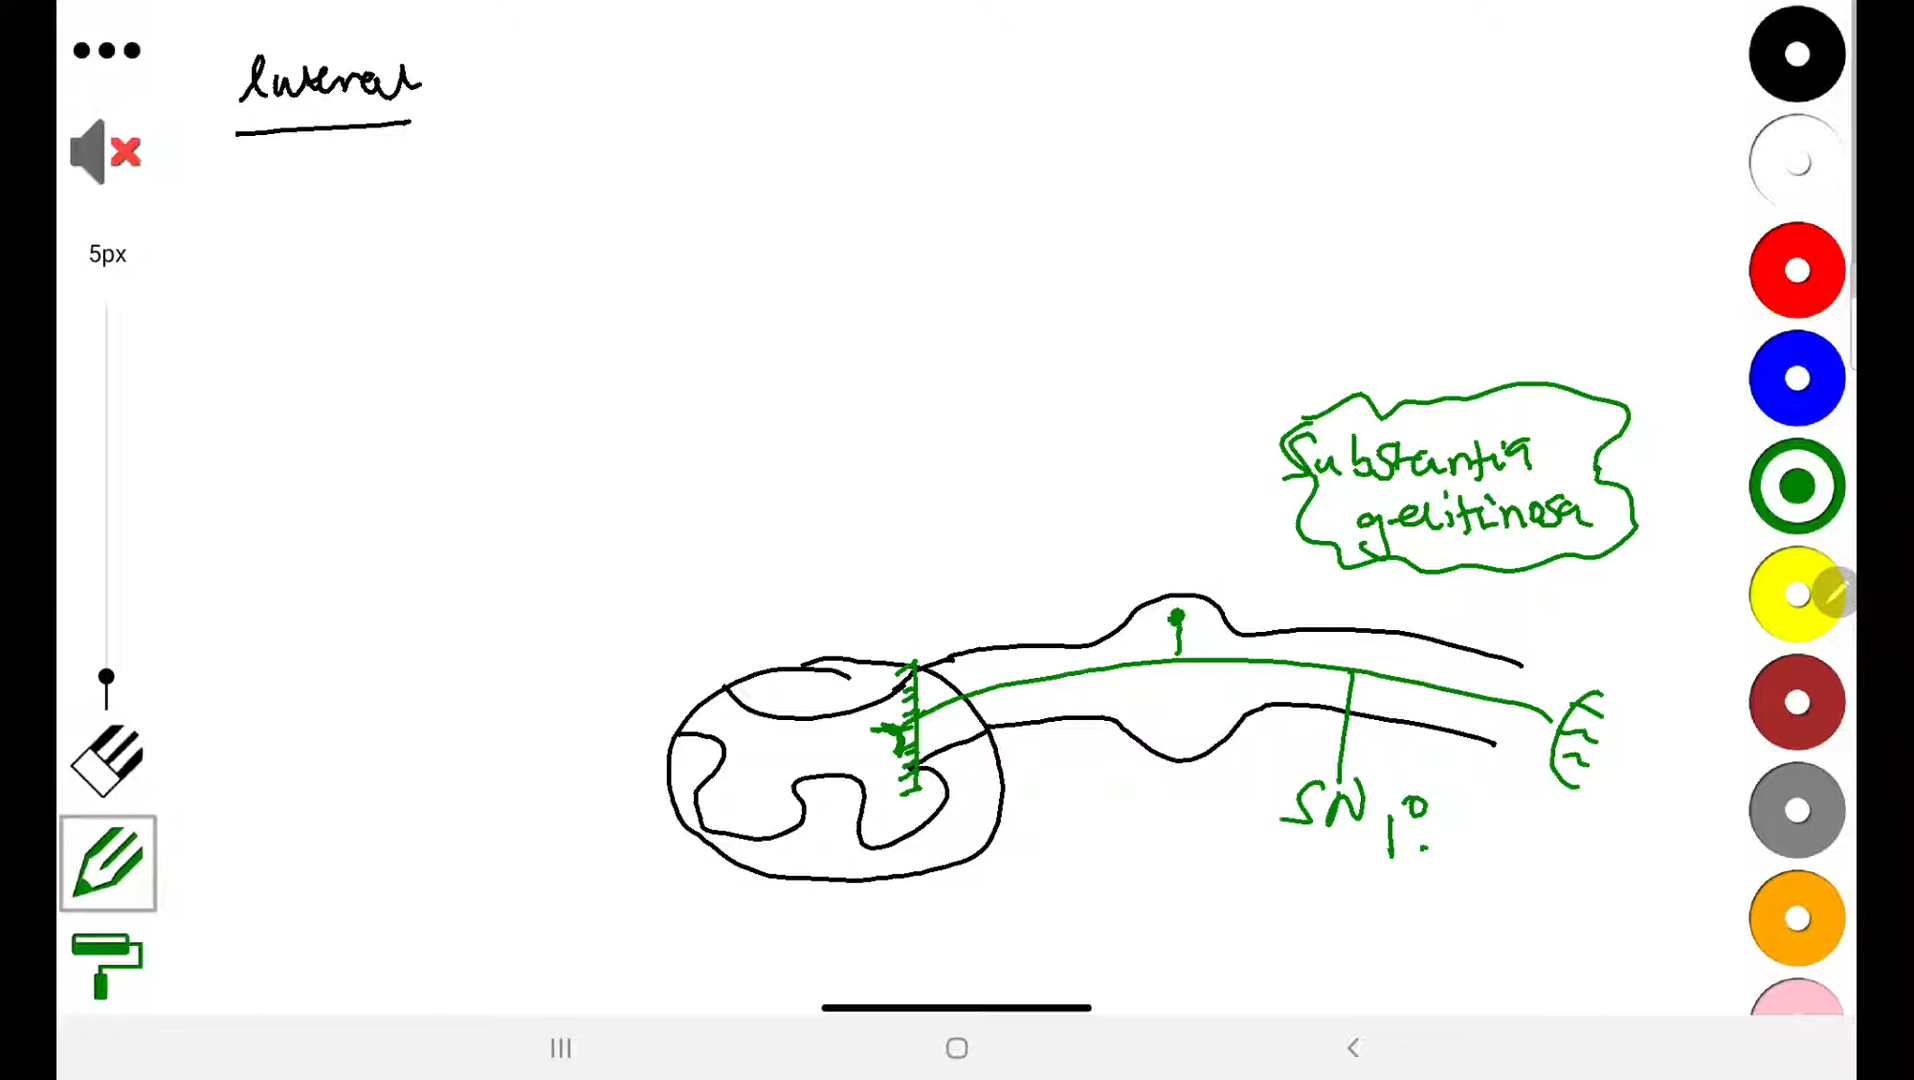 lateral
5px
Substantia
gelitinosa
SN
1°